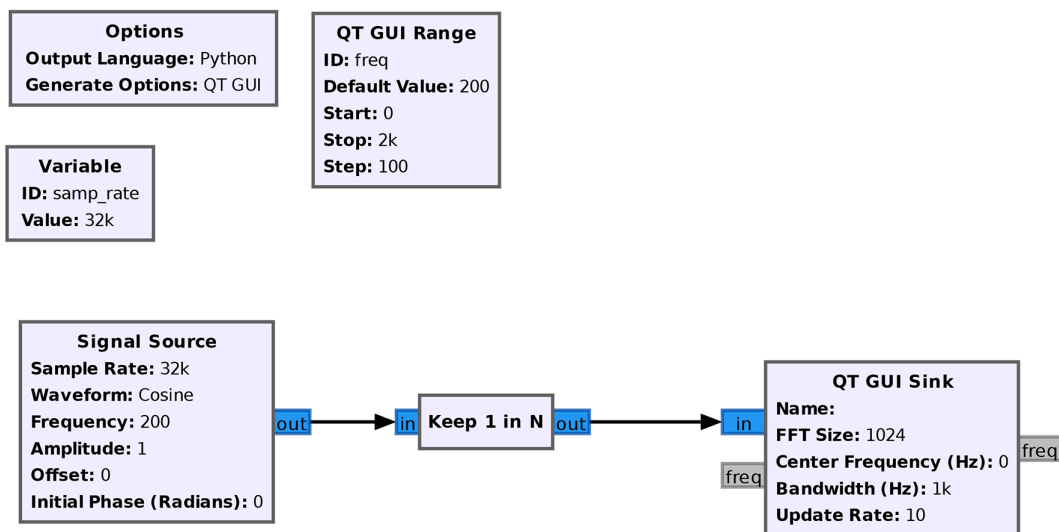 Options
Output Language: Python
Generate Options: QT GUI
QT GUI Range
ID: freq
Default Value: 200
Start: 0
Stop: 2k
Step: 100
Variable
ID: samp_rate
Value: 32k
Signal Source
Sample Rate: 32k
Waveform: Cosine
Frequency: 200
Amplitude: 1
Offset: 0
Initial Phase (Radians): 0
out
in
Keep 1 in N
out
in
freq
QT GUI Sink
Name:
FFT Size: 1024
Center Frequency (Hz): 0
Bandwidth (Hz): 1k
Update Rate: 10
freq